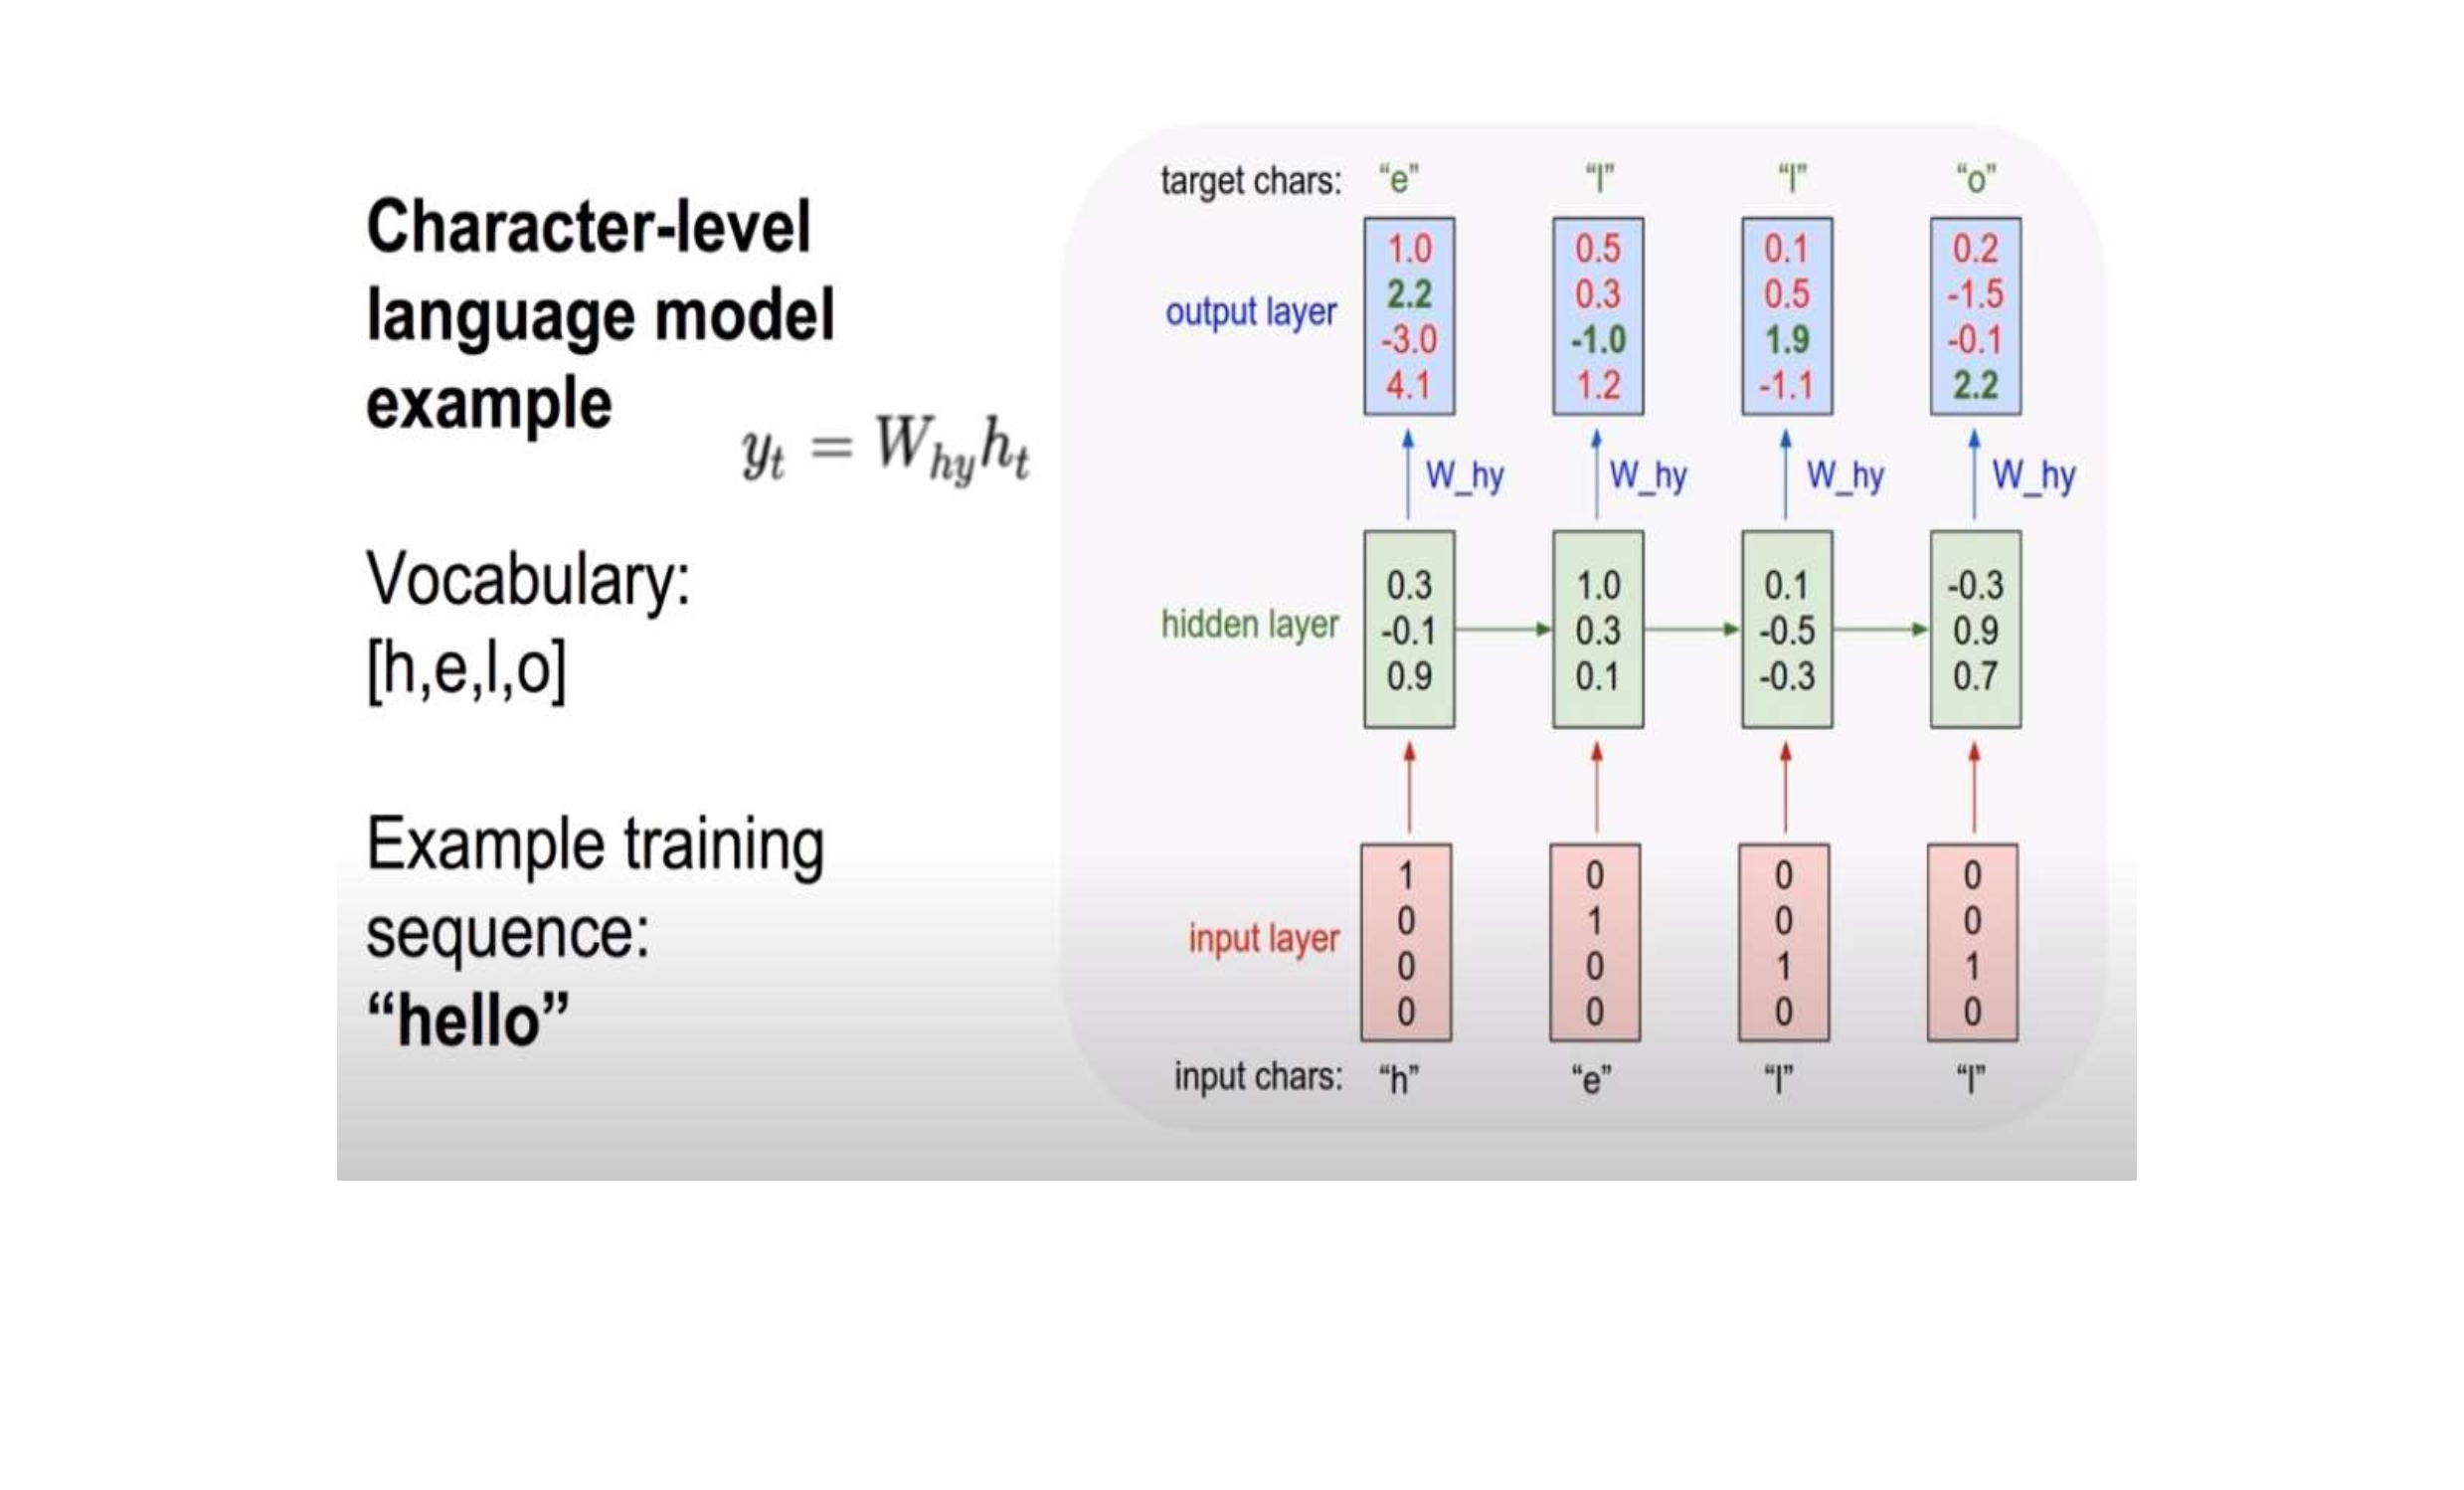 Character-level
language model
example
y_t = W_{hy}h_t
Vocabulary:
[h,e,l,o]
Example training
sequence:
“hello”
target chars: “e” “l” “l” “o”
output layer
1.0 0.5 0.1 0.2
2.2 0.3 0.5 -1.5
-3.0 -1.0 1.9 -0.1
4.1 1.2 -1.1 2.2
W_hy W_hy W_hy W_hy
hidden layer
0.3 1.0 0.1 -0.3
-0.1 0.3 -0.5 0.9
0.9 0.1 -0.3 0.7
input layer
1 0 0 0
0 1 0 0
0 0 1 1
0 0 0 0
input chars: “h” “e” “l” “l”